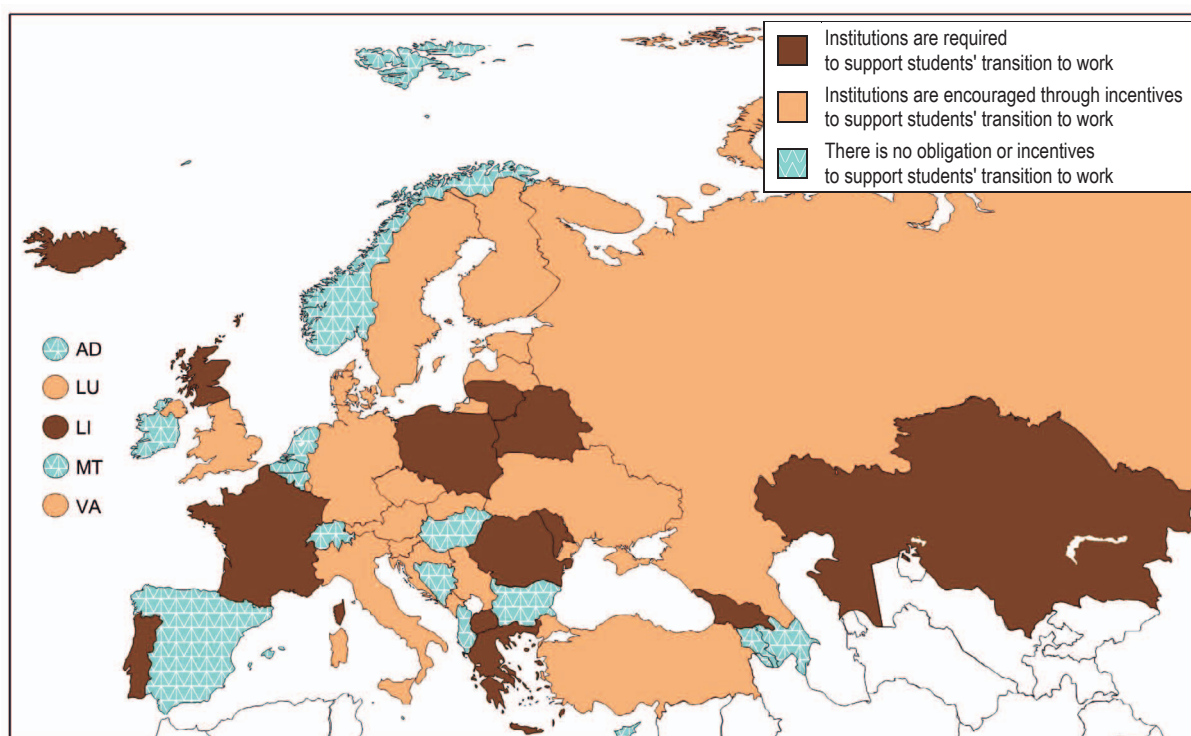 Institutions are required
to support students' transition to work
Institutions are encouraged through incentives
to support students' transition to work
There is no obligation or incentives
to support students' transition to work
AD
LU
LI
MT
VA